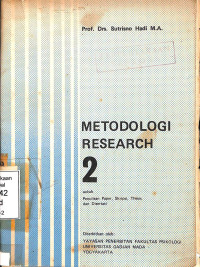 Prof. Drs. Sutrisno Hadi M.A.
METODOLOGI
RESEARCH
2
untuk
Penulisan Paper, Skripsi, Thesis,
dan Disertasi
Diterbitkan oleh:
YAYASAN PENERBITAN FAKULTAS PSIKOLOGI
UNIVERSITAS GADJAH MADA
YOGYAKARTA